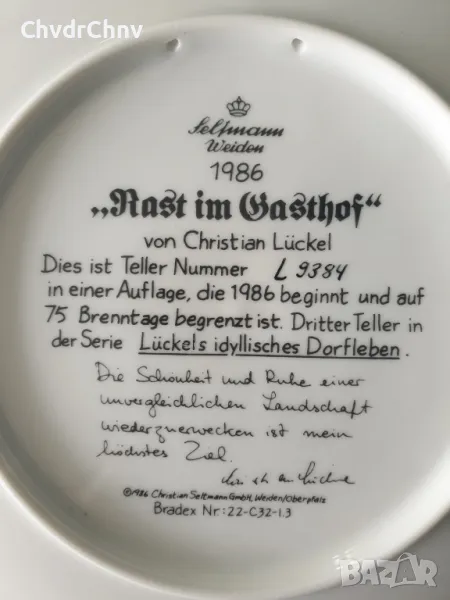 ChvdrChnv
Seltmann
Weiden
1986
„Rast im Gasthof“
von Christian Lückel
Dies ist Teller Nummer L 9384
in einer Auflage, die 1986 beginnt und auf
75 Brenntage begrenzt ist. Dritter Teller in
der Serie Lückels idyllisches Dorfleben.
Die Schönheit und Ruhe einer
unvergleichlichen Landschaft
wiederzuerwecken ist mein
höchstes Ziel.
©1986 Christian Seltmann GmbH, Weiden/Oberpfalz
Bradex Nr.: 22-C32-1.3
bazar